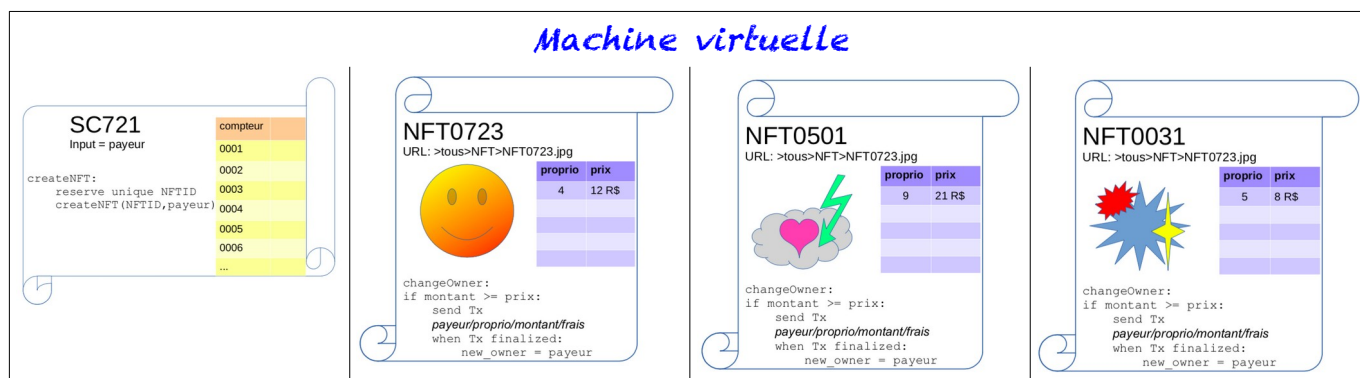 Machine virtuelle
SC721
Input = payeur
createNFT:
reserve unique NFTID
createNFT(NFTID,payeur)
compteur
0001
0002
0003
0004
0005
0006
...
NFT0723
URL: >tous>NFT>NFT0723.jpg
proprio prix
4 12 R$
changeOwner:
if montant >= prix:
send Tx
payeur/proprio/montant/frais
when Tx finalized:
new_owner = payeur
NFT0501
URL: >tous>NFT>NFT0723.jpg
proprio prix
9 21 R$
changeOwner:
if montant >= prix:
send Tx
payeur/proprio/montant/frais
when Tx finalized:
new_owner = payeur
NFT0031
URL: >tous>NFT>NFT0723.jpg
proprio prix
5 8 R$
changeOwner:
if montant >= prix:
send Tx
payeur/proprio/montant/frais
when Tx finalized:
new_owner = payeur